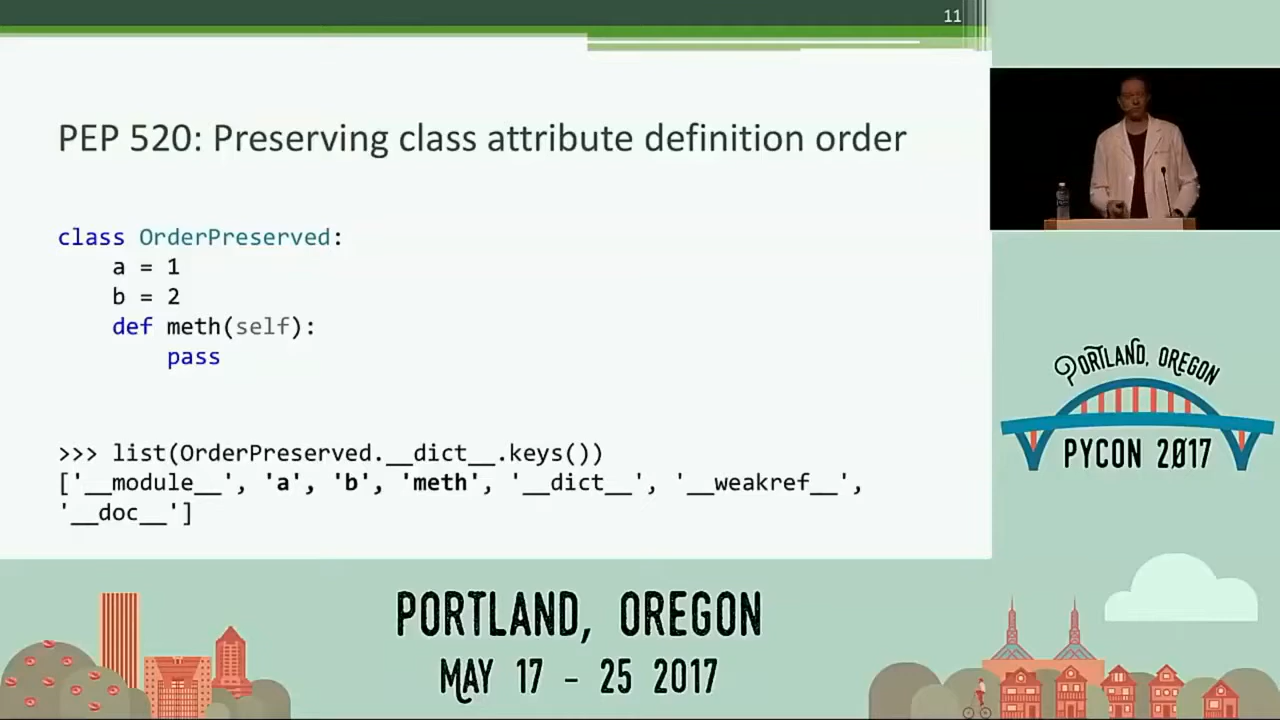 11
PEP 520: Preserving class attribute definition order
class OrderPreserved:
    a = 1
    b = 2
    def meth(self):
        pass
>>> list(OrderPreserved.__dict__.keys())
['__module__', 'a', 'b', 'meth', '__dict__', '__weakref__',
'__doc__']
PORTLAND, OREGON
PYCON 2017
PORTLAND, OREGON
MAY 17 - 25 2017